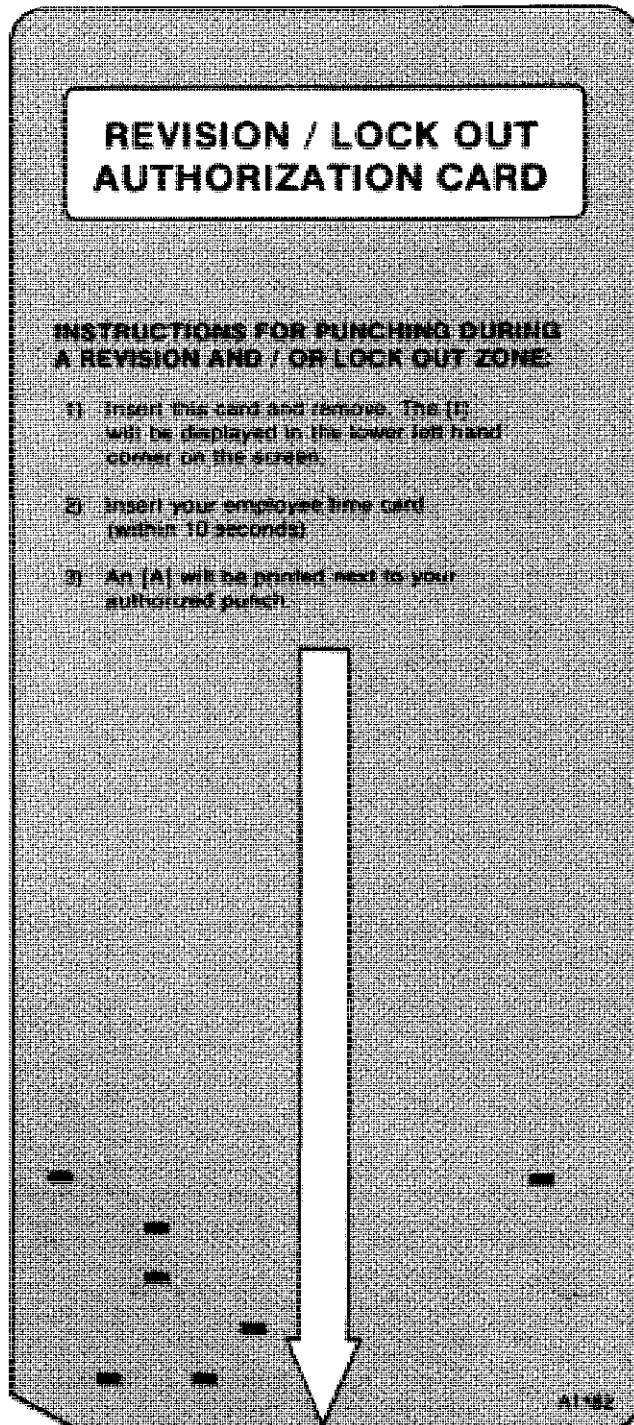 REVISION / LOCK OUT
AUTHORIZATION CARD
INSTRUCTIONS FOR PUNCHING DURING
A REVISION AND / OR LOCK OUT ZONE:
1) Insert this card and remove. The
will be displayed in the lower left hand
corner on the screen.
2) Insert your employee time card
(within 10 seconds)
3) An [A] will be printed next to your
authorized punch.